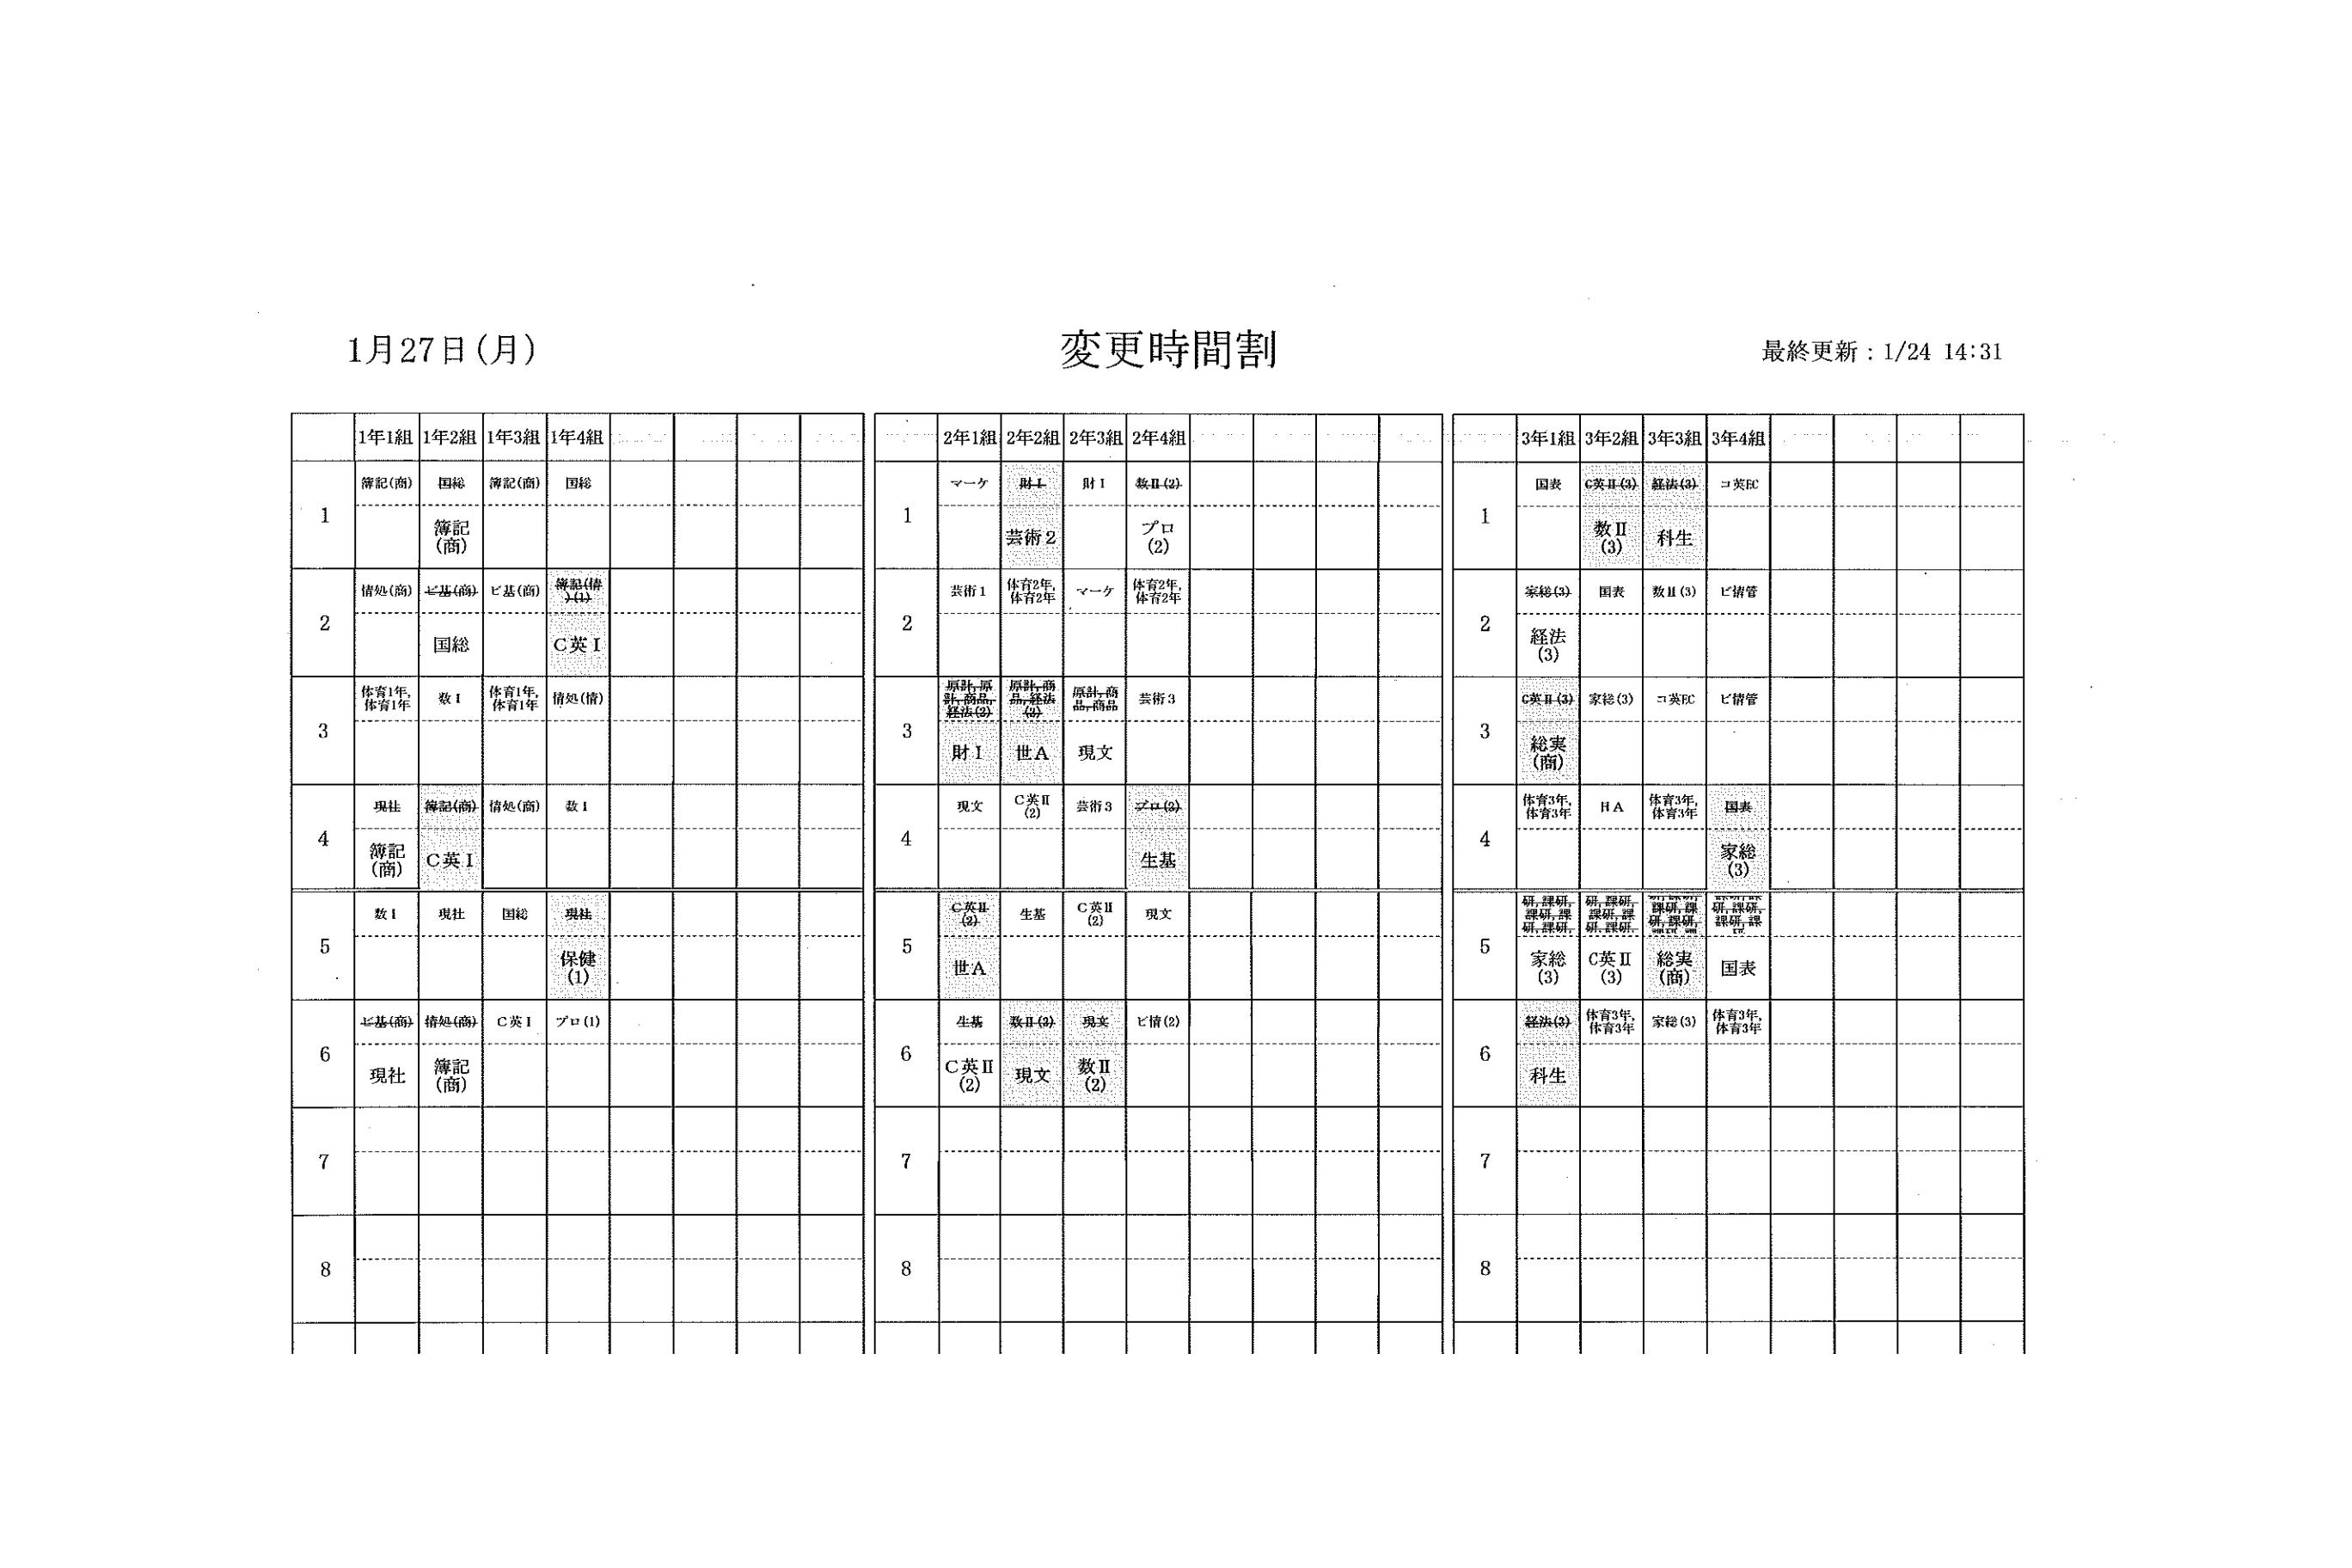 1月27日(月)
変更時間割
最終更新：1/24 14:31
1年1組 1年2組 1年3組 1年4組
1
簿記(商) 国総 簿記(商) 国総
簿記(商)
2
情処(商) ビ基(商) ビ基(商) 簿記(情)(1)
国総 C英Ⅰ
3
体育1年,体育1年 数Ⅰ 体育1年,体育1年 情処(情)
4
現社 簿記(商) 情処(商) 数Ⅰ
簿記(商) C英Ⅰ
5
数Ⅰ 現社 国総 現社
保健(1)
6
ビ基(商) 情処(商) C英Ⅰ プロ(1)
現社 簿記(商)
7
8
2年1組 2年2組 2年3組 2年4組
1
マーケ 財Ⅰ 財Ⅰ 数Ⅱ(2)
芸術2 プロ(2)
2
芸術1 体育2年,体育2年 マーケ 体育2年,体育2年
3
原計,原計,商品,経法(2) 原計,商品,経法(2) 原計,商品,商品 芸術3
財Ⅰ 世A 現文
4
現文 C英Ⅱ(2) 芸術3 プロ(2)
生基
5
C英Ⅱ(2) 生基 C英Ⅱ(2) 現文
世A
6
生基 数Ⅱ(2) 現文 ビ情(2)
C英Ⅱ(2) 現文 数Ⅱ(2)
7
8
3年1組 3年2組 3年3組 3年4組
1
国表 C英Ⅱ(3) 経法(3) コ英EC
数Ⅱ(3) 科生
2
家総(3) 国表 数Ⅱ(3) ビ情管
経法(3)
3
C英Ⅱ(3) 家総(3) コ英EC ビ情管
総実(商)
4
体育3年,体育3年 HA 体育3年,体育3年 国表
家総(3)
5
研,課研,課研,課研,課研, 研,課研,課研,課研,課研, 課研,課研,課研, 研,課研,課研,課
家総(3) C英Ⅱ(3) 総実(商) 国表
6
経法(3) 体育3年,体育3年 家総(3) 体育3年,体育3年
科生
7
8